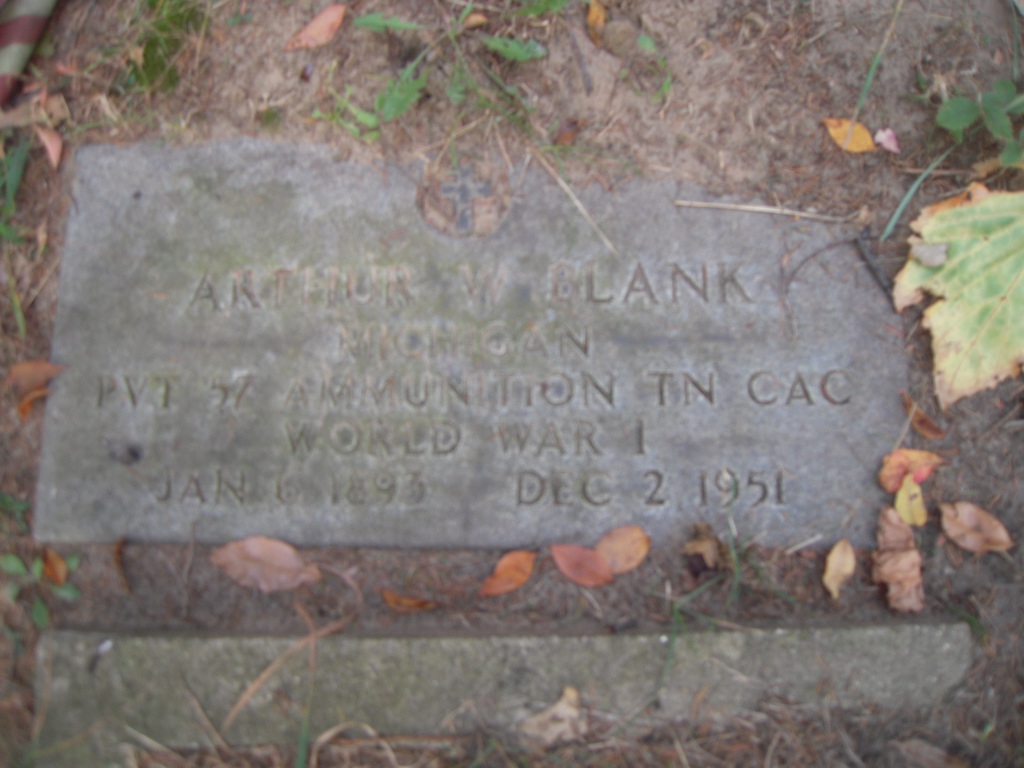 ARTHUR W BLANK
MICHIGAN
PVT 57 AMMUNITION TN CAC
WORLD WAR I
JAN 6 1893 DEC 2 1951